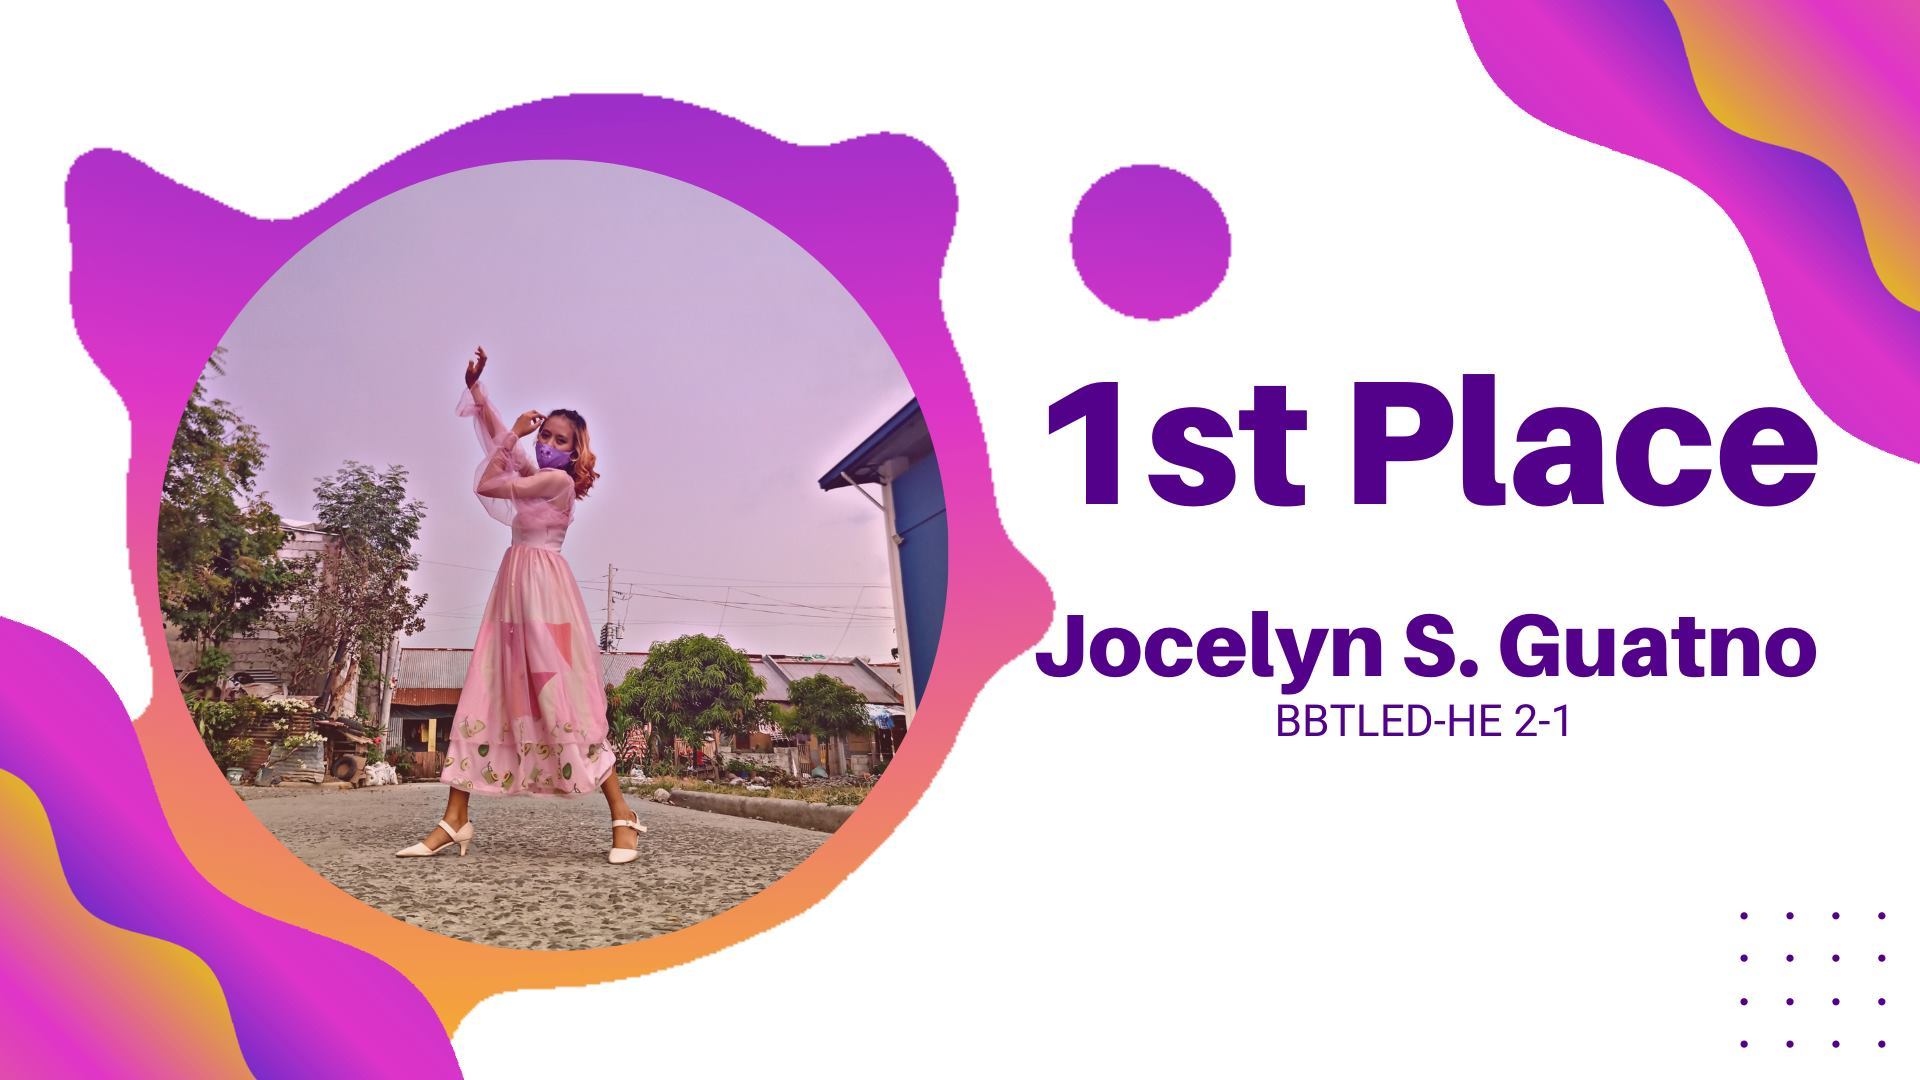 1st Place
Jocelyn S. Guatno
BBTLED-HE 2-1